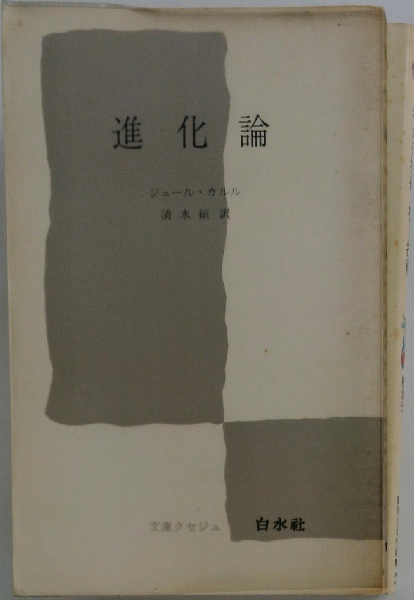 進化論
ジュール・カルル
清水 訳
文庫クセジュ 白水社